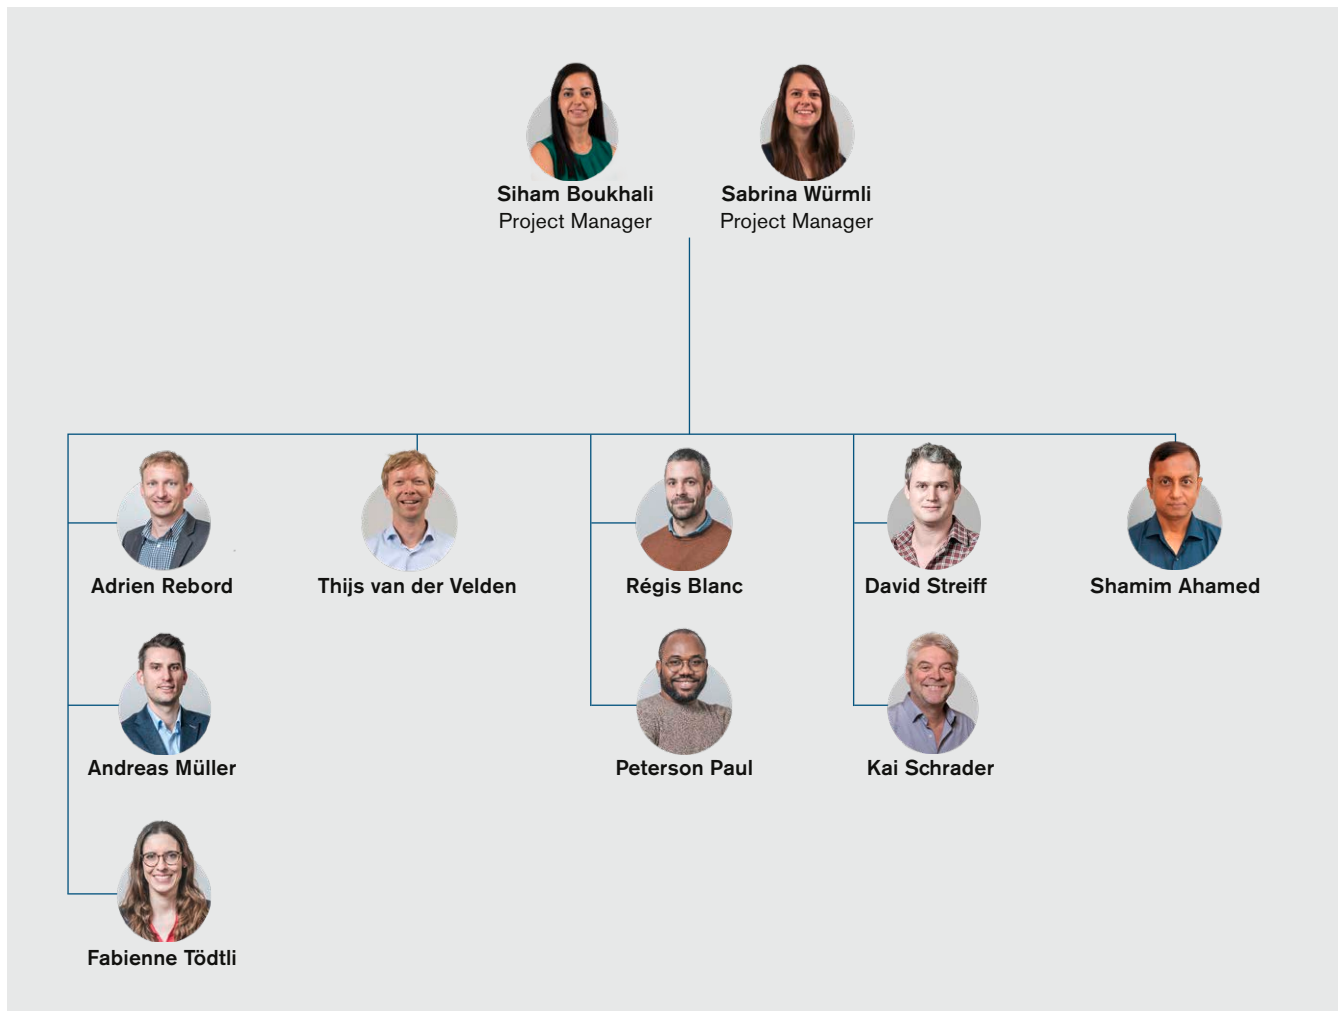 Siham Boukhali
Project Manager
Sabrina Würmli
Project Manager
Adrien Rebord
Thijs van der Velden
Régis Blanc
David Streiff
Shamim Ahamed
Andreas Müller
Peterson Paul
Kai Schrader
Fabienne Tödtli